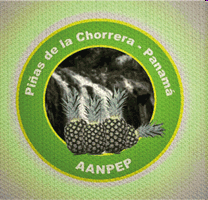 Piñas de la Chorrera - Panamá
AANPEP